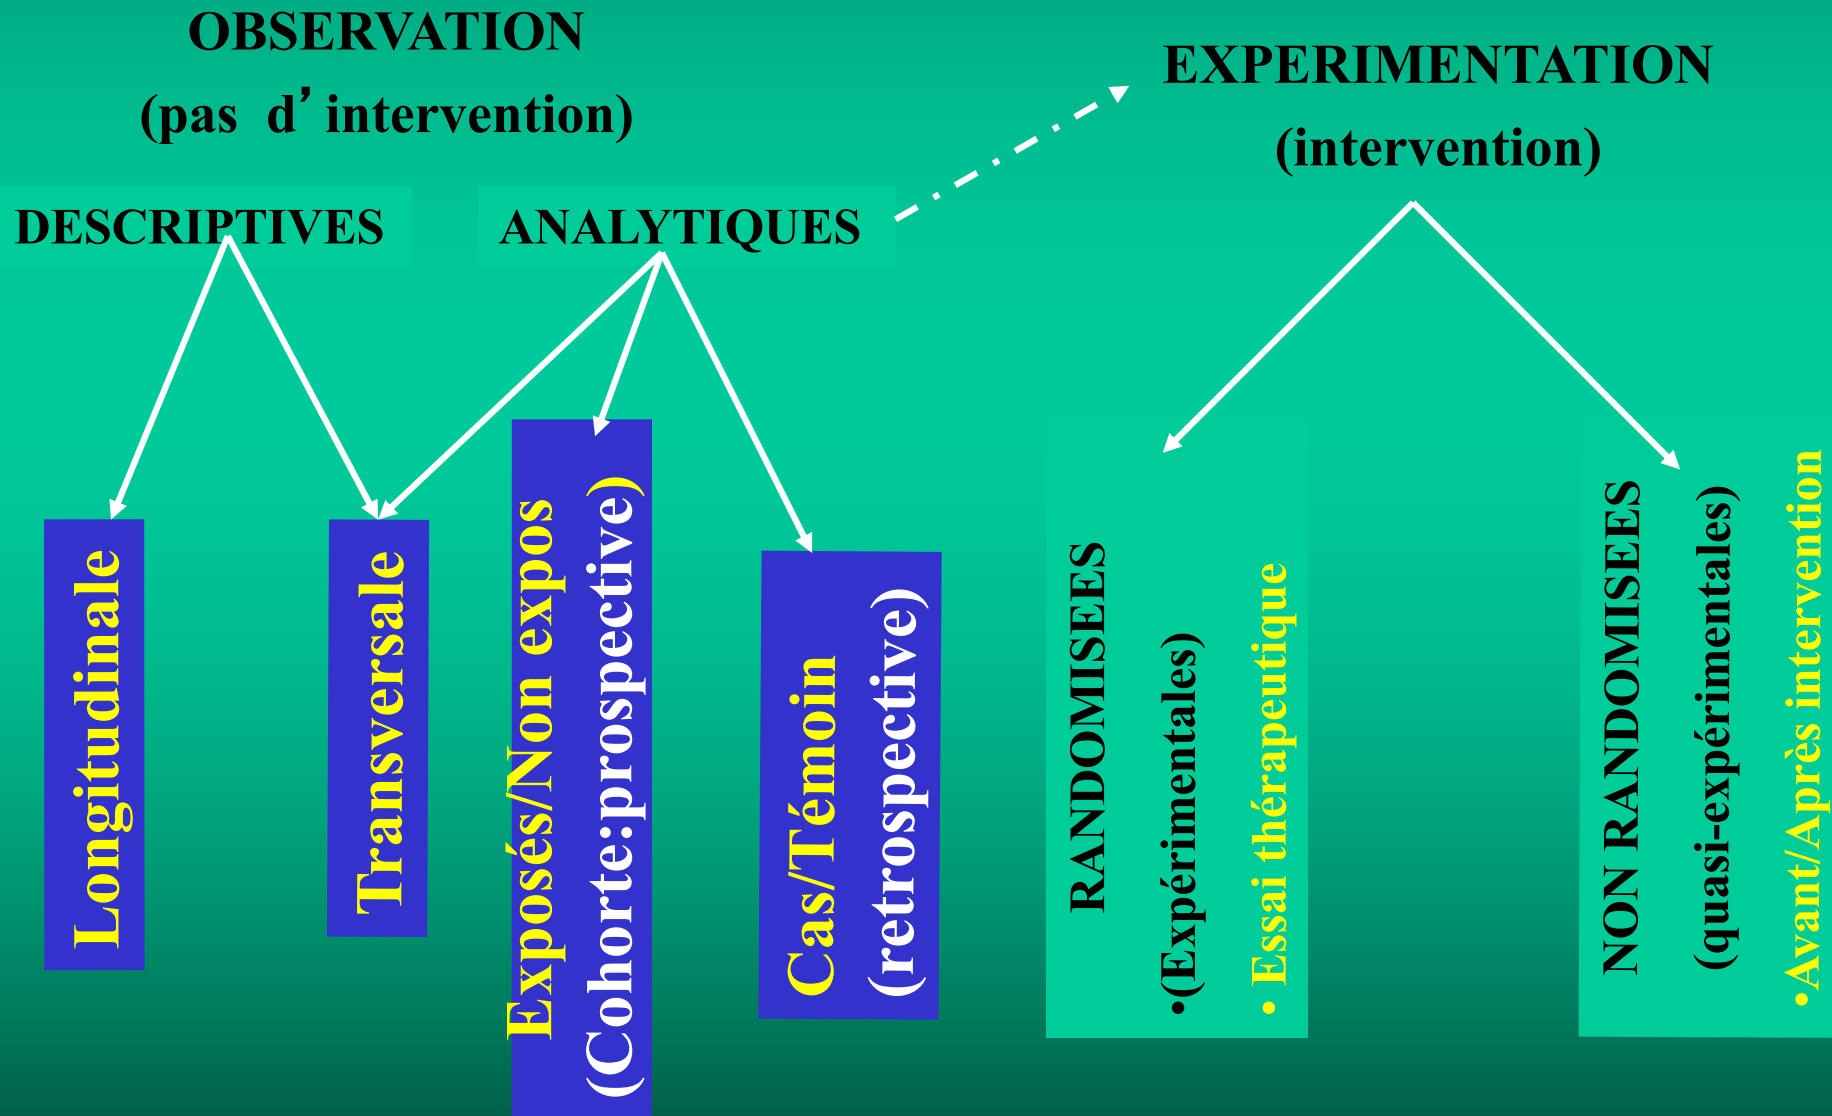 OBSERVATION
(pas d’intervention)
EXPERIMENTATION
(intervention)
DESCRIPTIVES
ANALYTIQUES
Longitudinale
Transversale
Exposés/Non expos
(Cohorte:prospective)
Cas/Témoin
(retrospective)
RANDOMISEES
•(Expérimentales)
• Essai thérapeutique
NON RANDOMISEES
(quasi-expérimentales)
•Avant/Après intervention